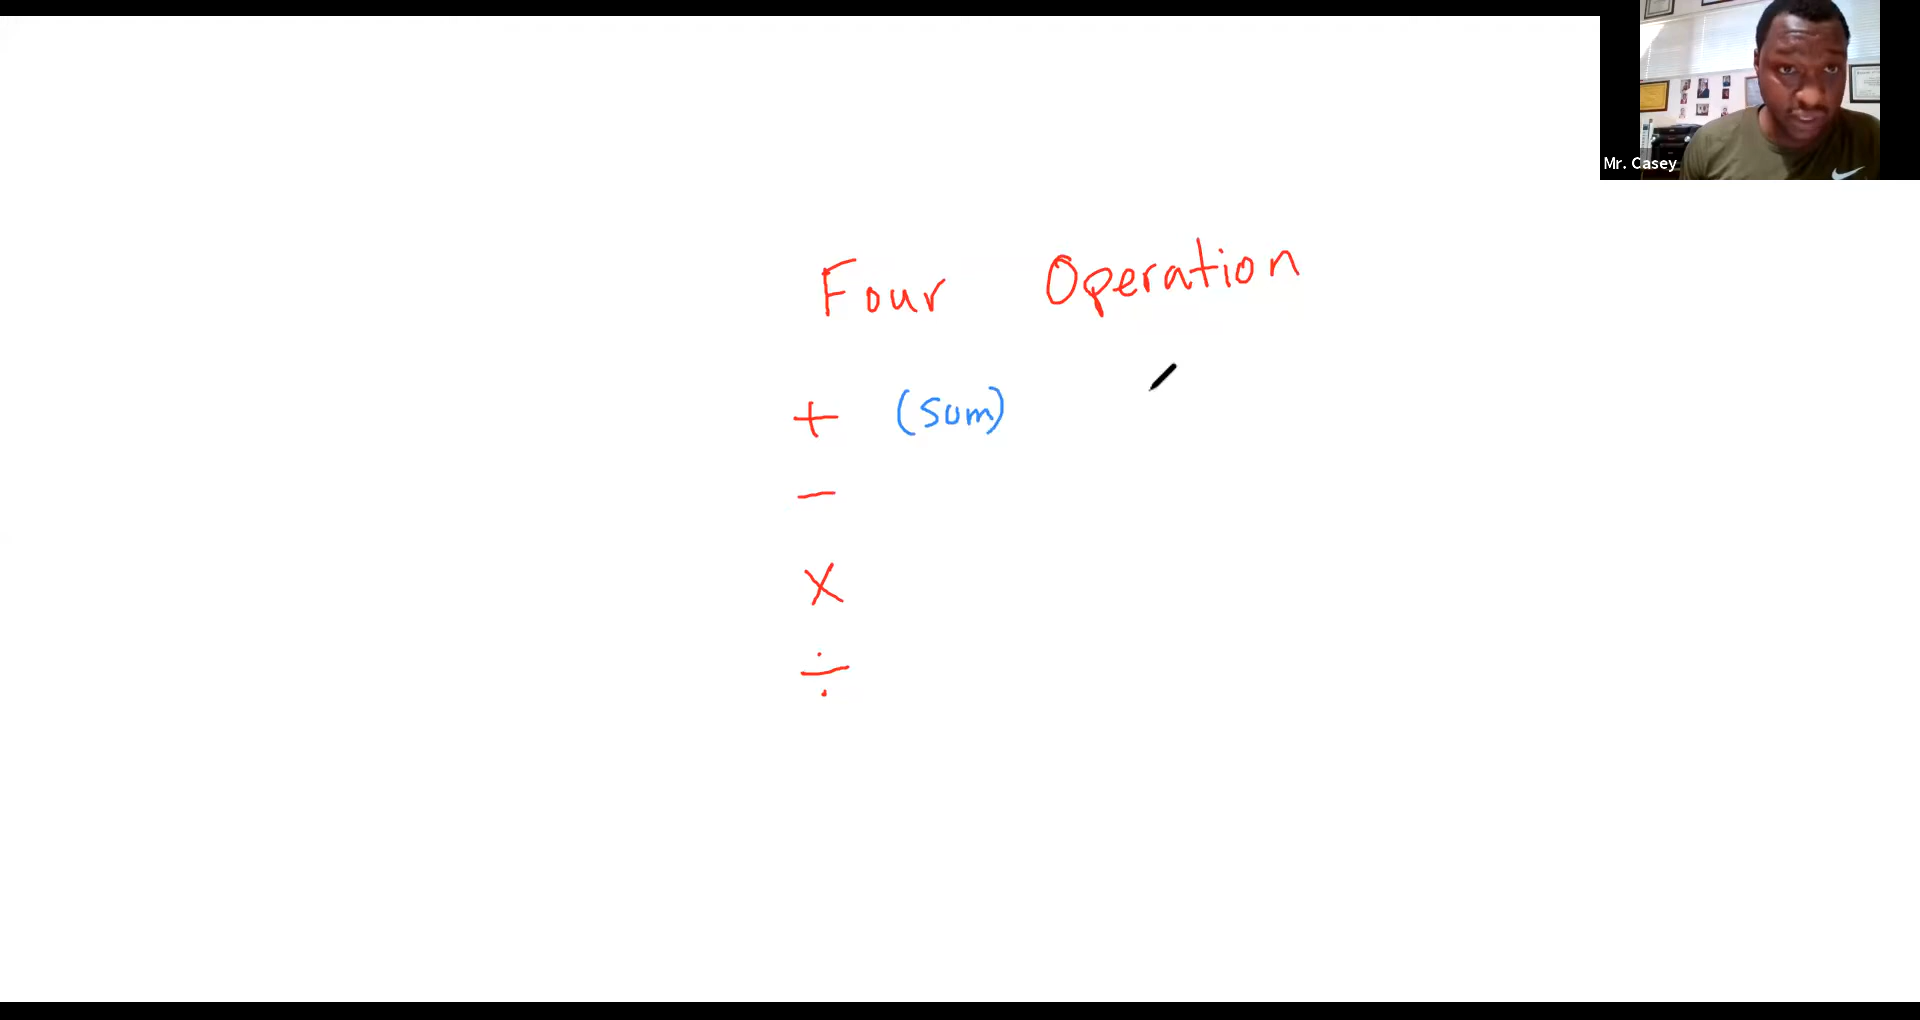 Mr. Casey
Four Operation
+ (sum)
−
X
÷